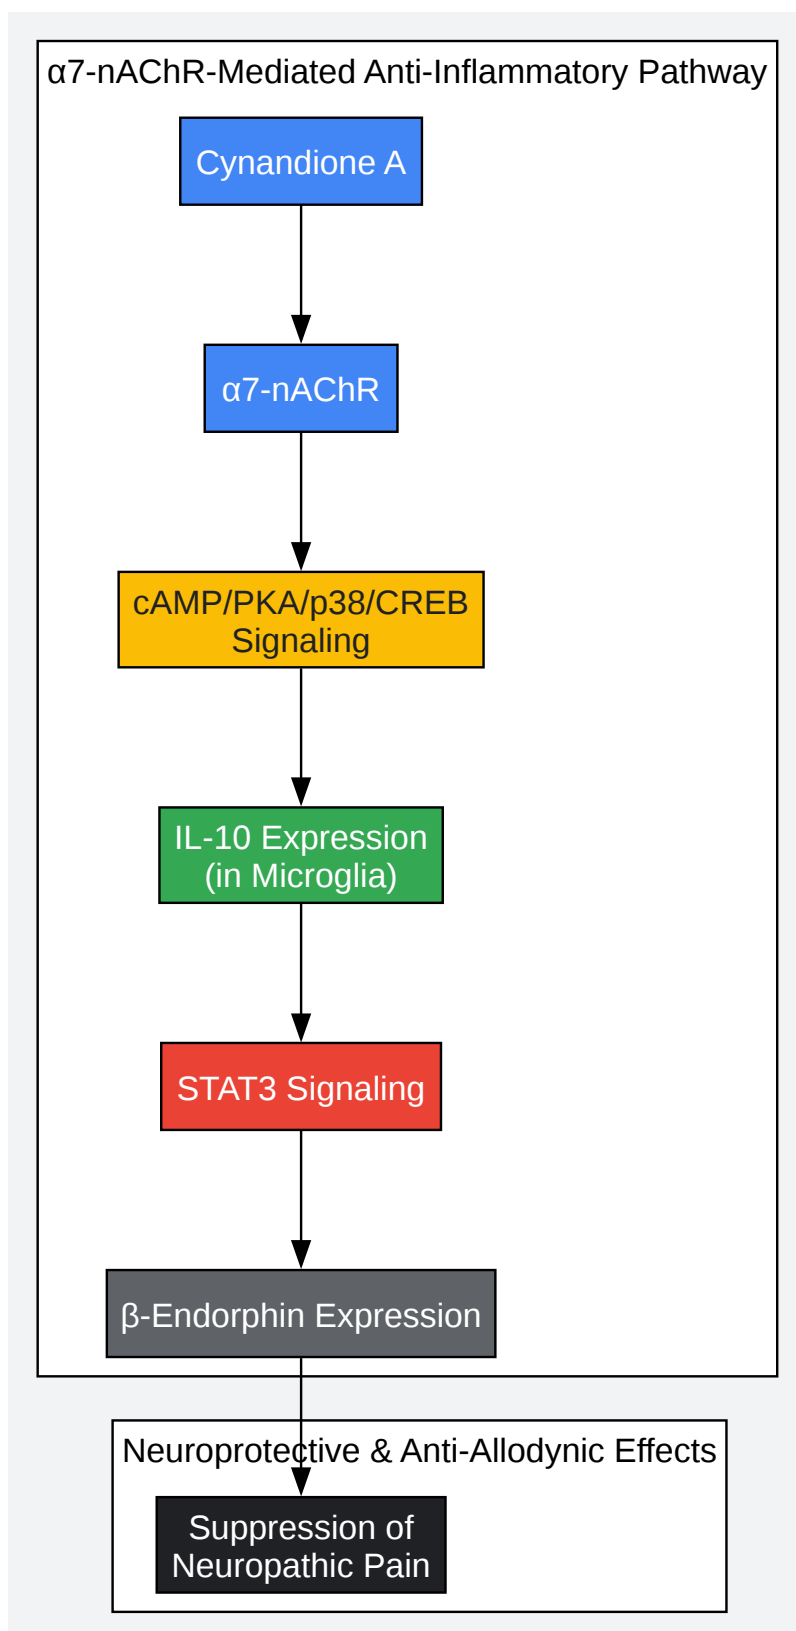 α7-nAChR-Mediated Anti-Inflammatory Pathway
Cynandione A
α7-nAChR
cAMP/PKA/p38/CREB
Signaling
IL-10 Expression
(in Microglia)
STAT3 Signaling
β-Endorphin Expression
Neuroprotective & Anti-Allodynic Effects
Suppression of
Neuropathic Pain